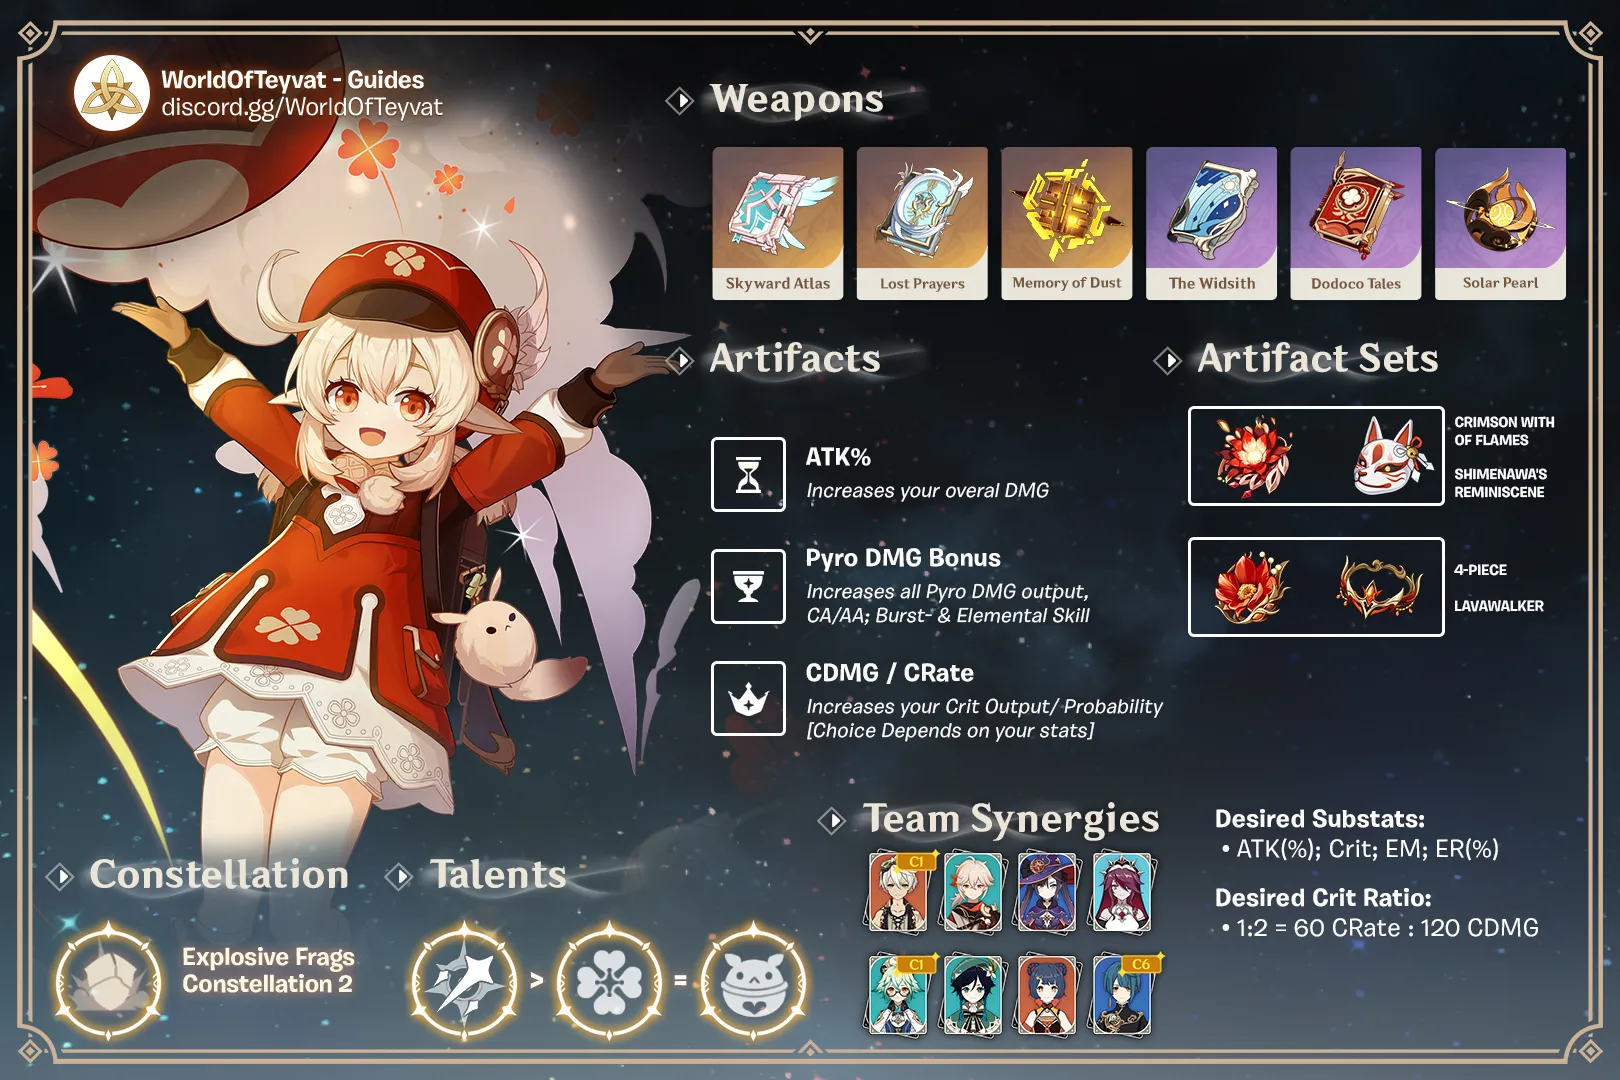 WorldOfTeyvat - Guides
discord.gg/WorldOfTeyvat
Weapons
Skyward Atlas
Lost Prayers
Memory of Dust
The Widsith
Dodoco Tales
Solar Pearl
Artifacts
ATK%
Increases your overal DMG
Pyro DMG Bonus
Increases all Pyro DMG output,
CA/AA; Burst- & Elemental Skill
CDMG / CRate
Increases your Crit Output/ Probability
[Choice Depends on your stats]
Artifact Sets
CRIMSON WITH
OF FLAMES
SHIMENAWA'S
REMINISCENE
4-PIECE
LAVAWALKER
Constellation
Explosive Frags
Constellation 2
Talents
>
=
Team Synergies
C1
C1
C6
Desired Substats:
• ATK(%); Crit; EM; ER(%)
Desired Crit Ratio:
• 1:2 = 60 CRate : 120 CDMG